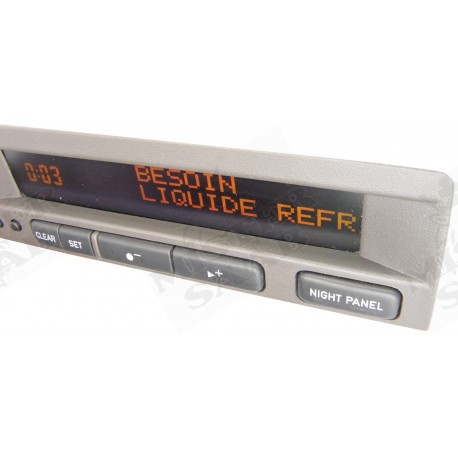 0:03 BESOIN
LIQUIDE REFR
CLEAR SET - +
NIGHT PANEL